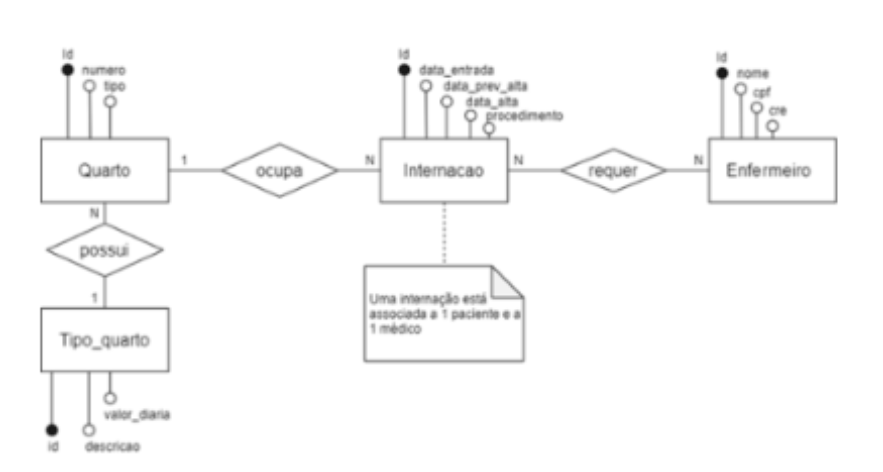 Id
numero
tipo
Quarto
1
ocupa
N
Id
data_entrada
data_prev_alta
data_alta
procedimento
Internacao
N
requer
N
Id
nome
cpf
cre
Enfermeiro
N
possui
1
Tipo_quarto
valor_diaria
id
descricao
Uma internação está
associada a 1 paciente e a
1 médico